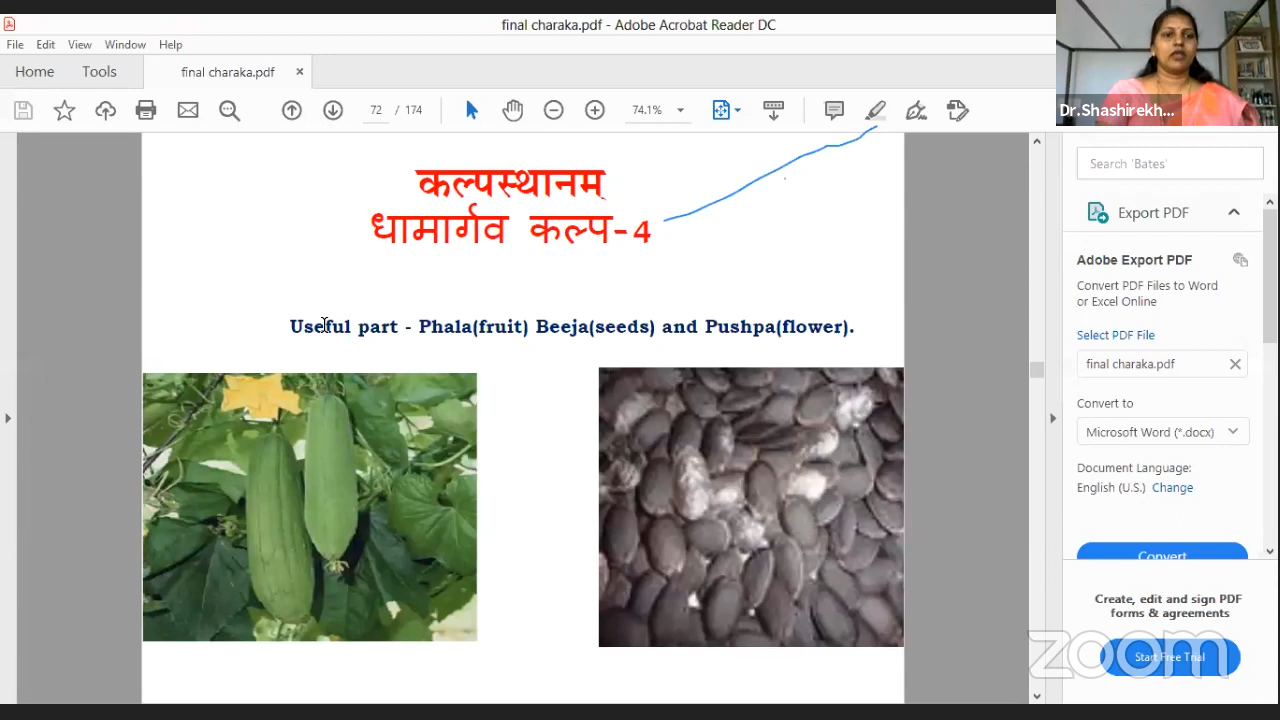 final charaka.pdf - Adobe Acrobat Reader DC
File Edit View Window Help
Home Tools final charaka.pdf ×
72 / 174 74.1%
Dr.Shashirekh...
कल्पस्थानम्
धामार्गव कल्प-4
Useful part - Phala(fruit) Beeja(seeds) and Pushpa(flower).
Search 'Bates'
Export PDF
Adobe Export PDF
Convert PDF Files to Word
or Excel Online
Select PDF File
final charaka.pdf
Convert to
Microsoft Word (*.docx)
Document Language:
English (U.S.) Change
Convert
Create, edit and sign PDF
forms & agreements
Start Free Trial
zoom